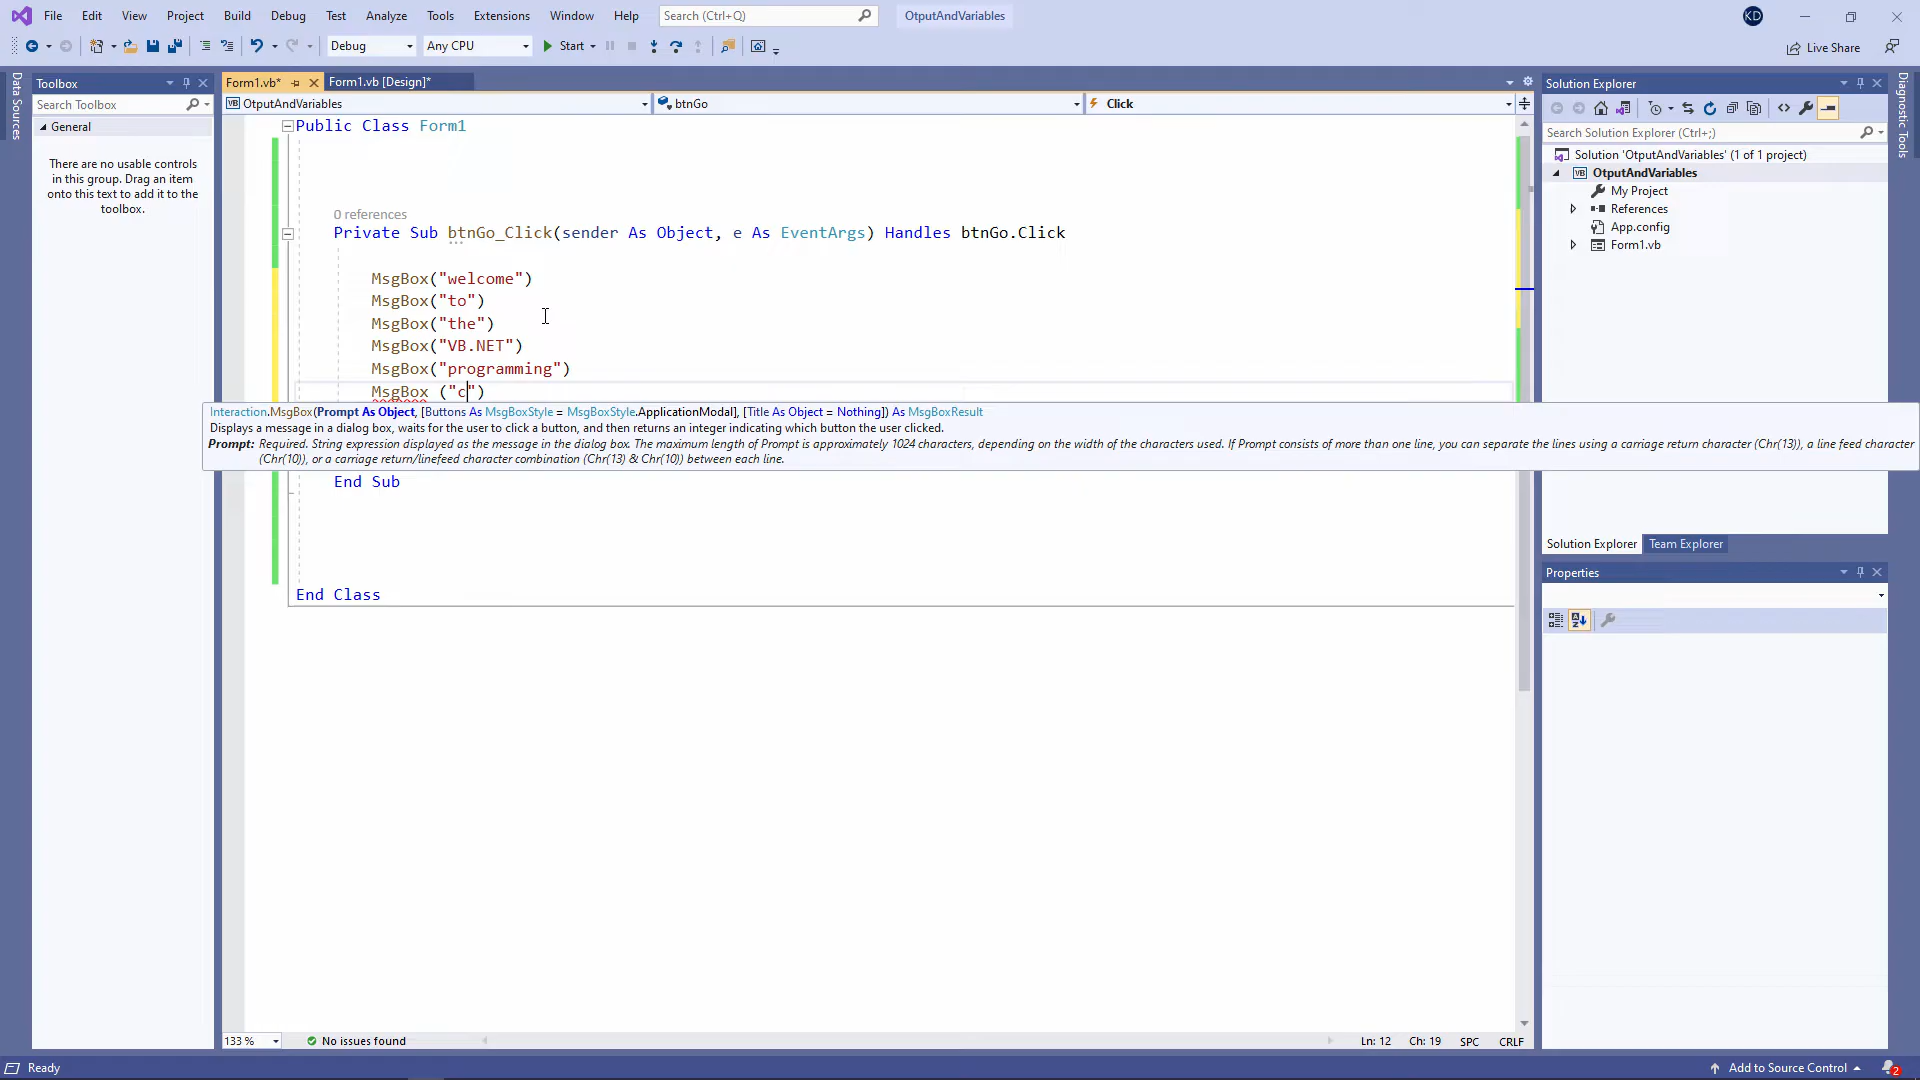 File Edit View Project Build Debug Test Analyze Tools Extensions Window Help Search (Ctrl+Q) OtputAndVariables KD
Debug Any CPU Start Live Share
Data Sources
Toolbox
Search Toolbox
General
There are no usable controls
in this group. Drag an item
onto this text to add it to the
toolbox.
Form1.vb* Form1.vb [Design]*
VB OtputAndVariables btnGo Click
Public Class Form1
0 references
Private Sub btnGo_Click(sender As Object, e As EventArgs) Handles btnGo.Click
MsgBox("welcome")
MsgBox("to")
MsgBox("the")
MsgBox("VB.NET")
MsgBox("programming")
MsgBox ("c")
Interaction.MsgBox(Prompt As Object, [Buttons As MsgBoxStyle = MsgBoxStyle.ApplicationModal], [Title As Object = Nothing]) As MsgBoxResult
Displays a message in a dialog box, waits for the user to click a button, and then returns an integer indicating which button the user clicked.
Prompt: Required. String expression displayed as the message in the dialog box. The maximum length of Prompt is approximately 1024 characters, depending on the width of the characters used. If Prompt consists of more than one line, you can separate the lines using a carriage return character (Chr(13)), a line feed character
(Chr(10)), or a carriage return/linefeed character combination (Chr(13) & Chr(10)) between each line.
End Sub
End Class
133 % No issues found Ln: 12 Ch: 19 SPC CRLF
Solution Explorer
Search Solution Explorer (Ctrl+;)
Solution 'OtputAndVariables' (1 of 1 project)
VB OtputAndVariables
My Project
References
App.config
Form1.vb
Solution Explorer Team Explorer
Properties
Diagnostic Tools
Ready Add to Source Control 2